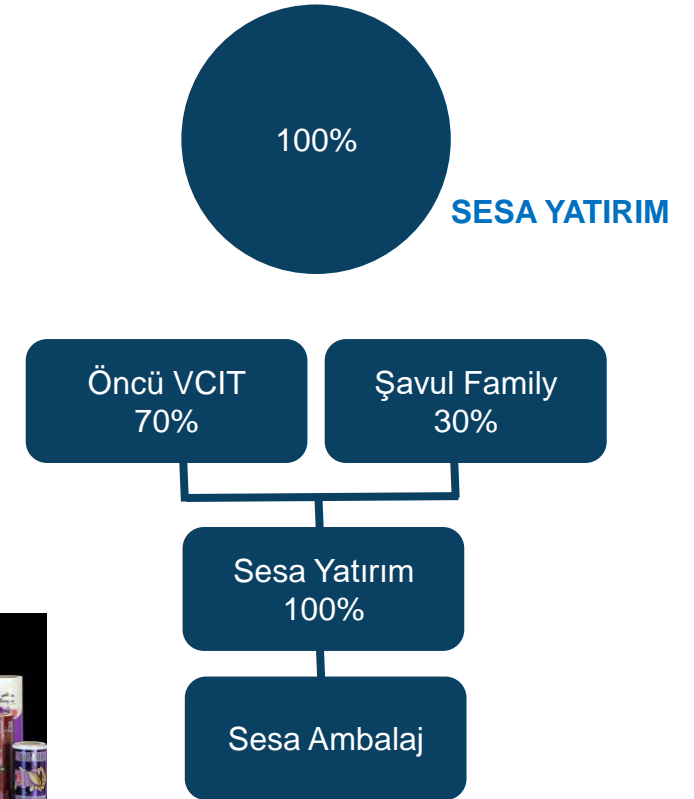 100%
SESA YATIRIM
Öncü VCIT
70%
Şavul Family
30%
Sesa Yatırım
100%
Sesa Ambalaj